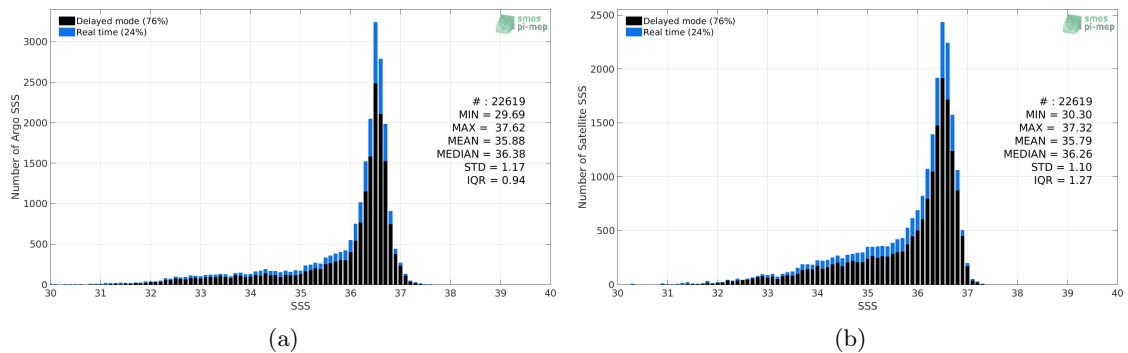 Delayed mode (76%)
Real time (24%)
smos
pi-mep
3000
2500
2000
1500
1000
500
0
Number of Argo SSS
# : 22619
MIN = 29.69
MAX = 37.62
MEAN = 35.88
MEDIAN = 36.38
STD = 1.17
IQR = 0.94
30 31 32 33 34 35 36 37 38 39 40
SSS
(a)
Delayed mode (76%)
Real time (24%)
smos
pi-mep
2500
2000
1500
1000
500
0
Number of Satellite SSS
# : 22619
MIN = 30.30
MAX = 37.32
MEAN = 35.79
MEDIAN = 36.26
STD = 1.10
IQR = 1.27
30 31 32 33 34 35 36 37 38 39 40
SSS
(b)